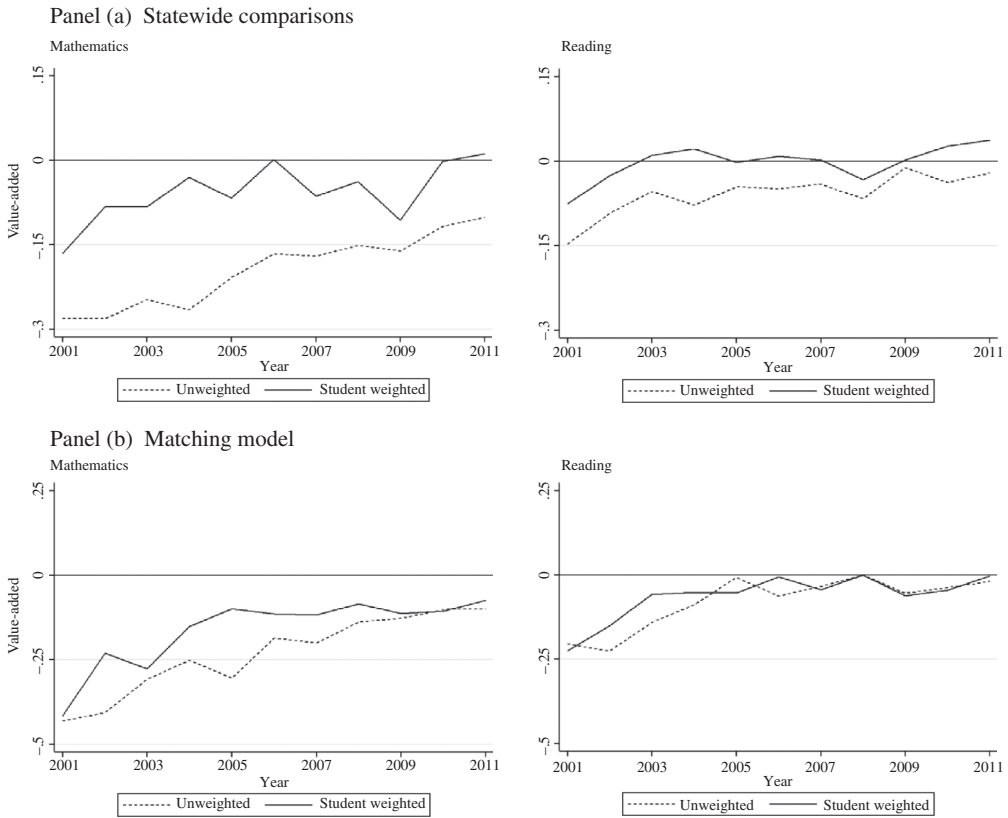 Panel (a) Statewide comparisons
Mathematics
Value-added
.15
0
−.15
−.3
2001 2003 2005 2007 2009 2011
Year
Unweighted Student weighted
Reading
.15
0
−.15
−.3
2001 2003 2005 2007 2009 2011
Year
Unweighted Student weighted
Panel (b) Matching model
Mathematics
Value-added
.25
0
−.25
−.5
2001 2003 2005 2007 2009 2011
Year
Unweighted Student weighted
Reading
.25
0
−.25
−.5
2001 2003 2005 2007 2009 2011
Year
Unweighted Student weighted